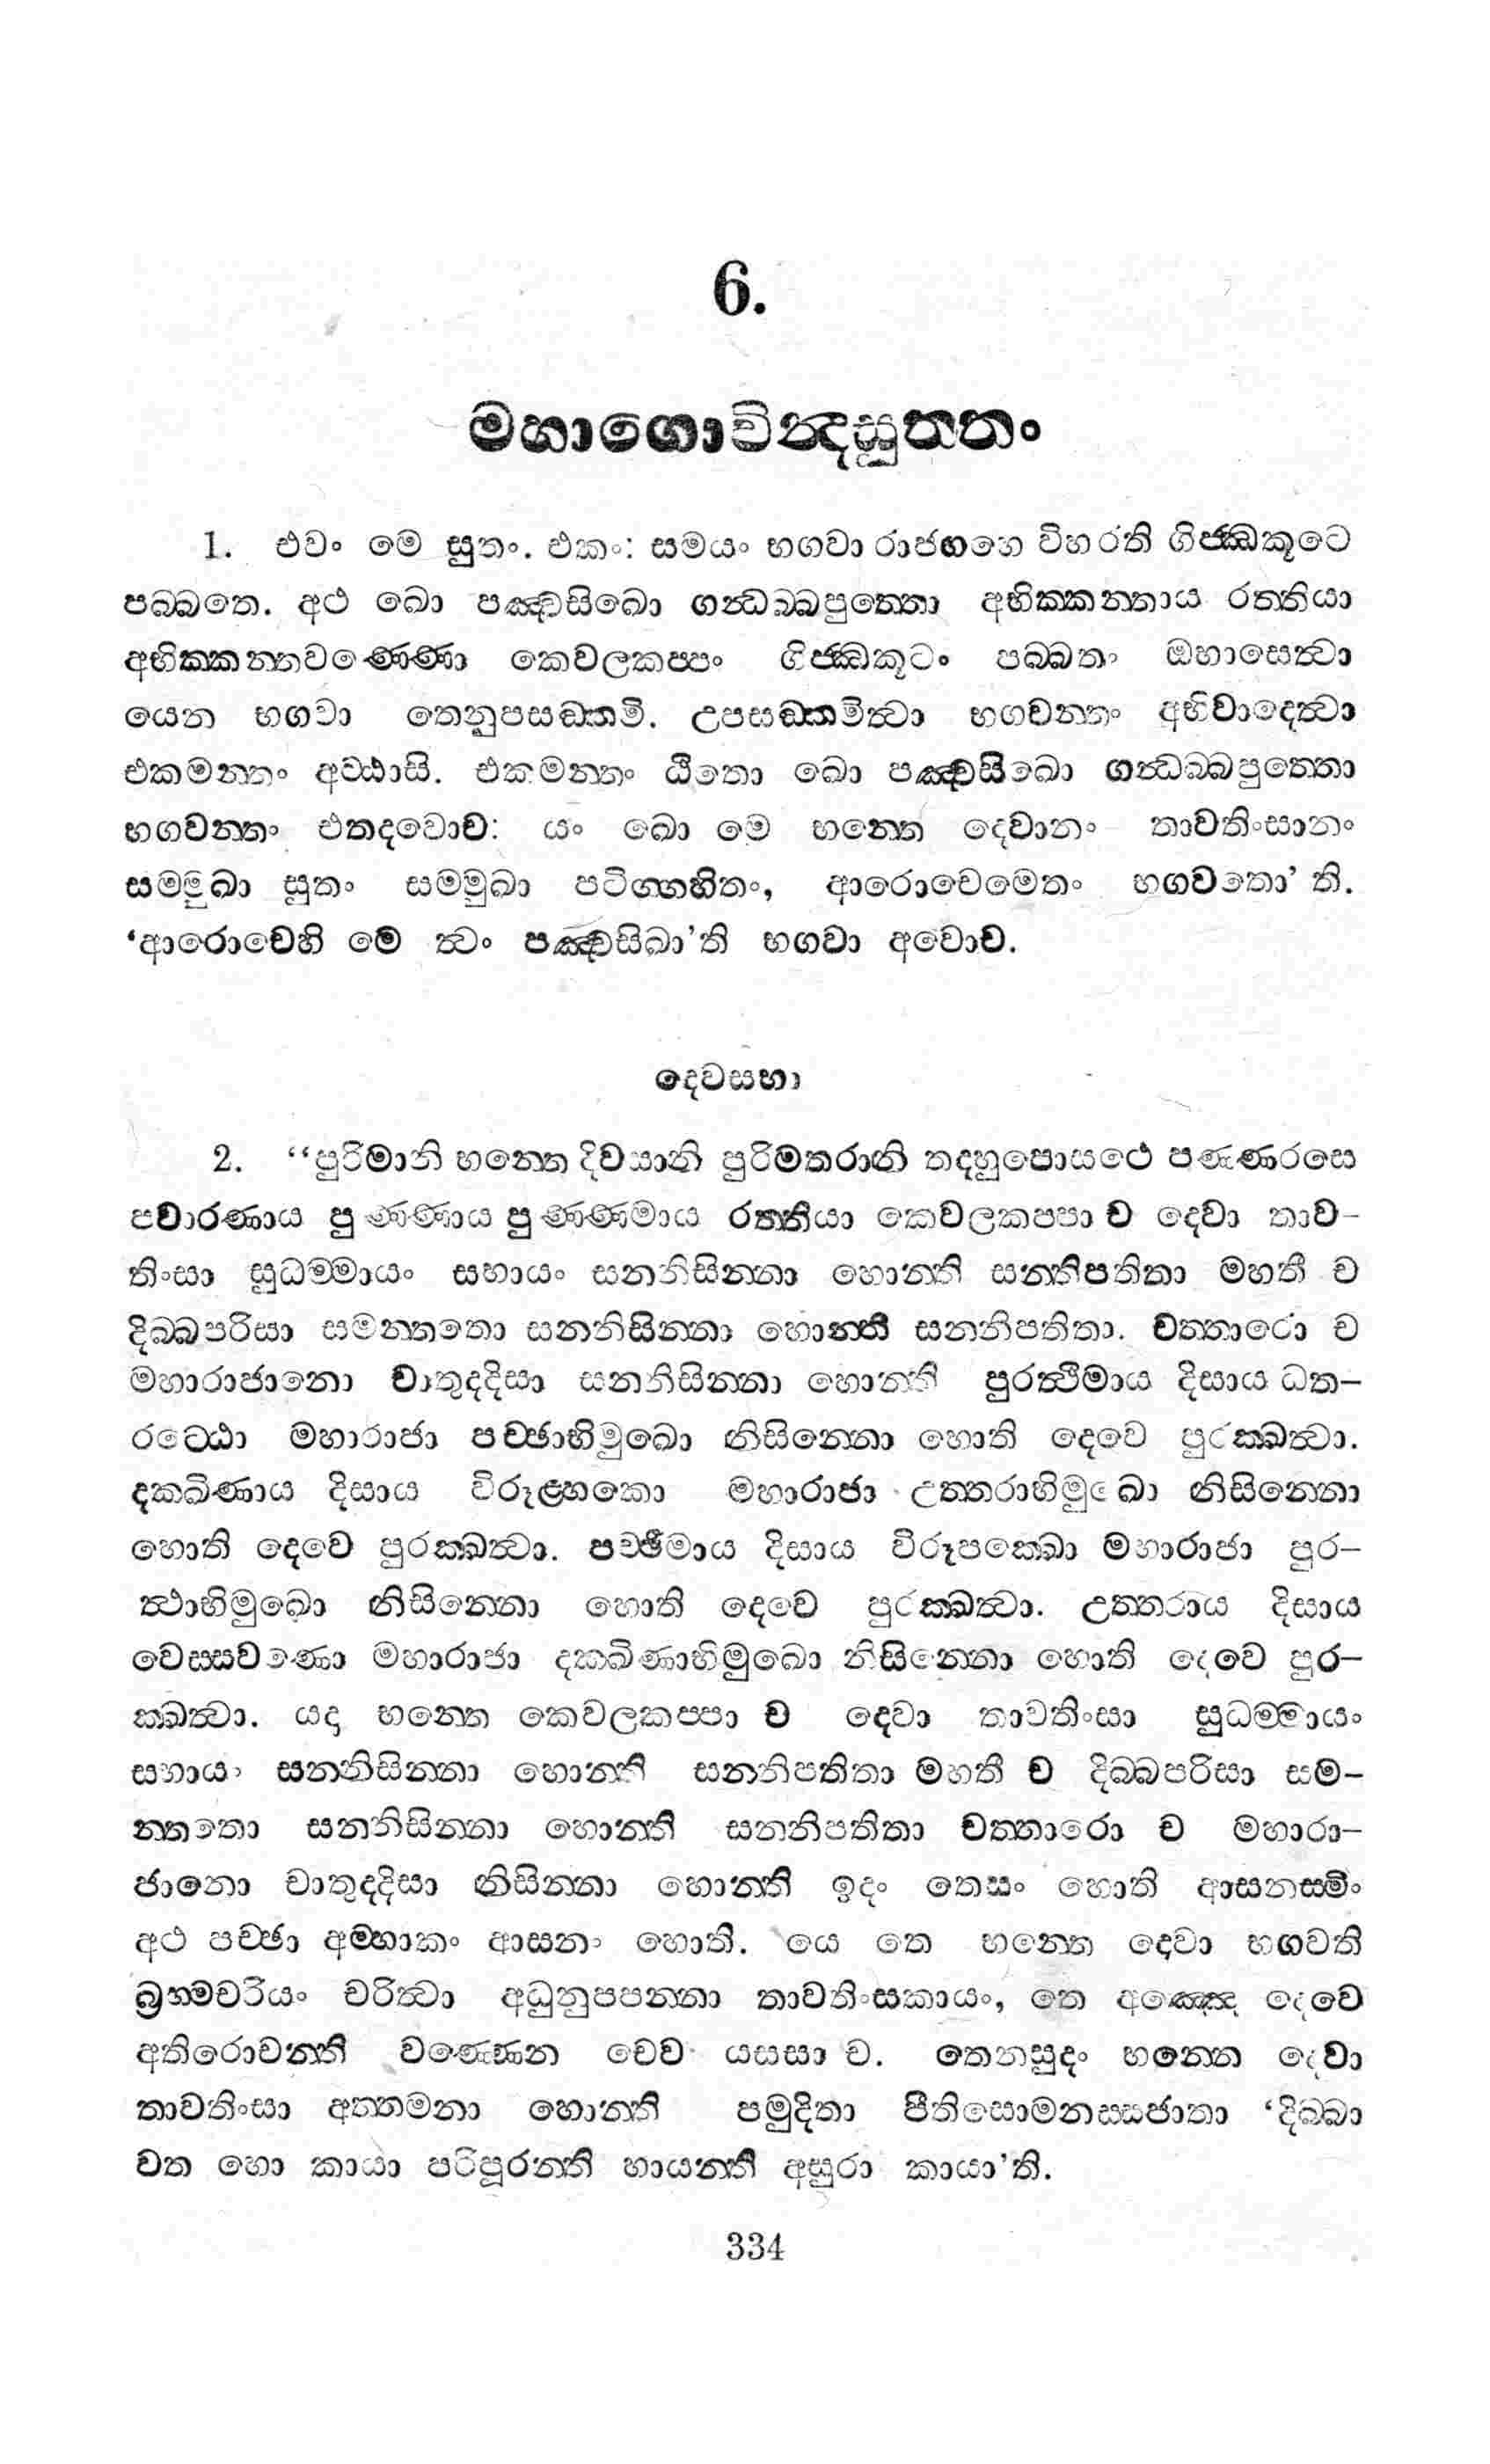 6.
මහාගොවින්දසුත්තං
1. එවං මෙ සුතං. එකං: සමයං භගවා රාජගහෙ විහරති ගිජ්ඣකූටෙ
පබ්බතෙ. අථ ඛො පඤ්චසිඛො ගන්ධබ්බපුත්තො අභික්කන්තාය රත්තියා
අභික්කන්තවණ්ණො කෙවලකප්පං ගිජ්ඣකූටං පබ්බතං ඔභාසෙත්වා
යෙන භගවා තෙනුපසඞ්කමි. උපසඞ්කමිත්වා භගවන්තං අභිවාදෙත්වා
එකමන්තං අට්ඨාසි. එකමන්තං ඨිතො ඛො පඤ්චසිඛො ගන්ධබ්බපුත්තො
භගවන්තං එතදවොච: යං ඛො මෙ භන්තෙ දෙවානං තාවතිංසානං
සම්මුඛා සුතං සම්මුඛා පටිග්ගහිතං, ආරොචෙමෙතං භගවතො' ති.
‘ආරොචෙහි මෙ ත්වං පඤ්චසිඛා'ති භගවා අවොච.
දෙවසභා
2. “පුරිමානි භන්තෙ දිවසානි පුරිමතරානි තදහුපොසථෙ පණ්ණරසෙ
පවාරණාය පුණ්ණාය පුණ්ණමාය රත්තියා කෙවලකප්පා ච දෙවා තාව-
තිංසා සුධම්මායං සභායං සන්නිසින්නා හොන්ති සන්තිපතිතා මහතී ච
දිබ්බපරිසා සමන්තතො සන්නිසින්නා හොන්ති සන්නිපතිතා. චත්තාරො ච
මහාරාජානො චාතුද්දිසා සන්නිසින්නා හොන්ති පුරත්ථිමාය දිසාය ධත-
රට්ඨො මහාරාජා පච්ඡාභිමුඛො නිසින්නො හොති දෙවෙ පුරක්ඛත්වා.
දක්ඛිණාය දිසාය විරූළ්හකො මහාරාජා උත්තරාභිමුඛො නිසින්නො
හොති දෙවෙ පුරක්ඛත්වා. පච්ඡිමාය දිසාය විරූපක්ඛො මහාරාජා පුර-
ත්ථාභිමුඛො නිසින්නො හොති දෙවෙ පුරක්ඛත්වා. උත්තරාය දිසාය
වෙස්සවණො මහාරාජා දක්ඛිණාභිමුඛො නිසින්නො හොති දෙවෙ පුර-
ක්ඛත්වා. යදා භන්තෙ කෙවලකප්පා ච දෙවා තාවතිංසා සුධම්මායං
සභායං සන්නිසින්නා හොන්ති සන්නිපතිතා මහතී ච දිබ්බපරිසා සම-
න්තතො සන්නිසින්නා හොන්ති සන්නිපතිතා චත්තාරො ච මහාරා-
ජානො චාතුද්දිසා නිසින්නා හොන්ති ඉදං තෙසං හොති ආසනස්මිං
අථ පච්ඡා අම්හාකං ආසනං හොති. යෙ තෙ භන්තෙ දෙවා භගවති
බ්‍රහ්මචරියං චරිත්වා අධුනුපපන්නා තාවතිංසකායං, තෙ අඤ්ඤෙ දෙවෙ
අතිරොචන්ති වණ්ණෙන චෙව යසසා ච. තෙනසුදං භන්තෙ දෙවා
තාවතිංසා අත්තමනා හොන්ති පමුදිතා පීතිසොමනස්සජාතා ‘දිබ්බා
වත භො කායා පරිපූරන්ති හායන්ති අසුරා කායා'ති.
334